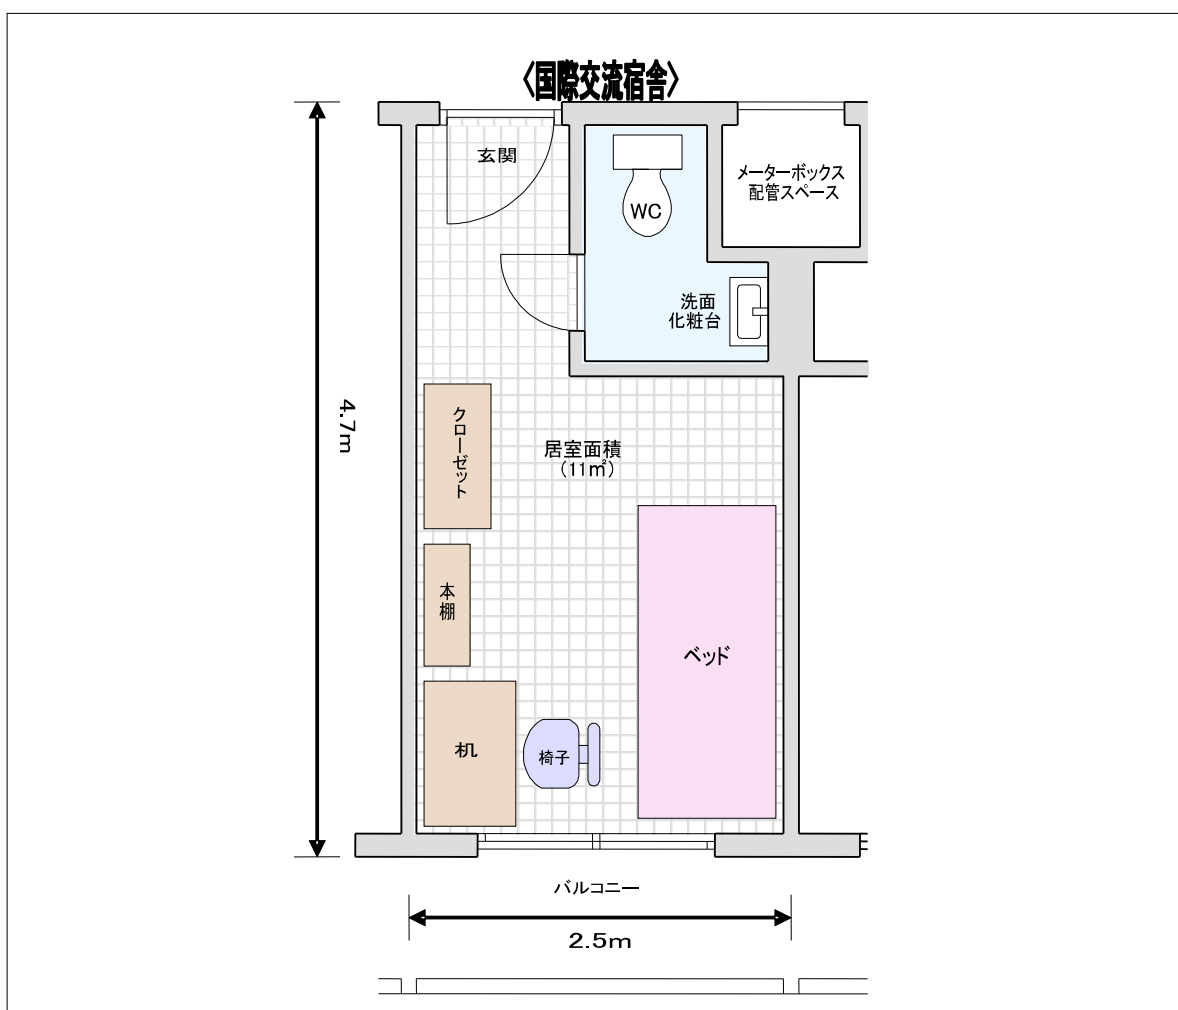 〈国際交流宿舎〉
玄関
WC
メーターボックス
配管スペース
洗面
化粧台
4.7m
クローゼット
居室面積
(11㎡)
本棚
ベッド
机
椅子
バルコニー
2.5m